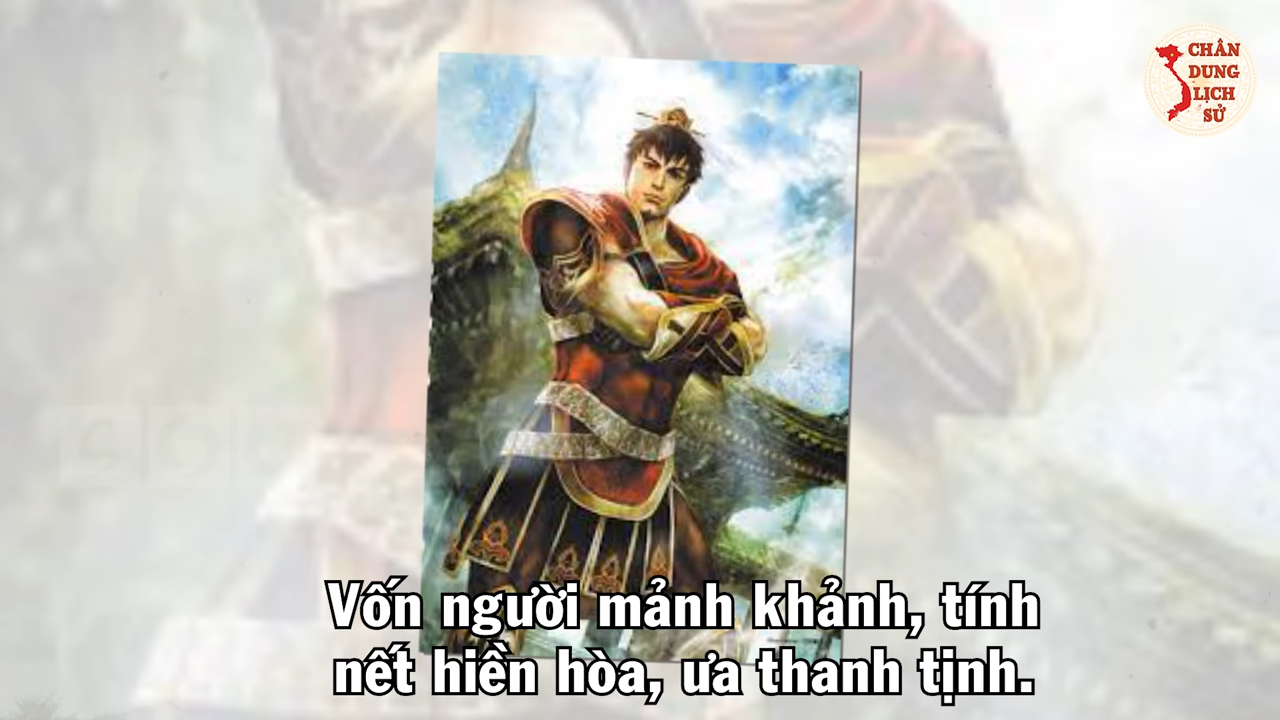 CHÂN
DUNG
LỊCH
SỬ
Vốn người mảnh khảnh, tính
nết hiền hòa, ưa thanh tịnh.